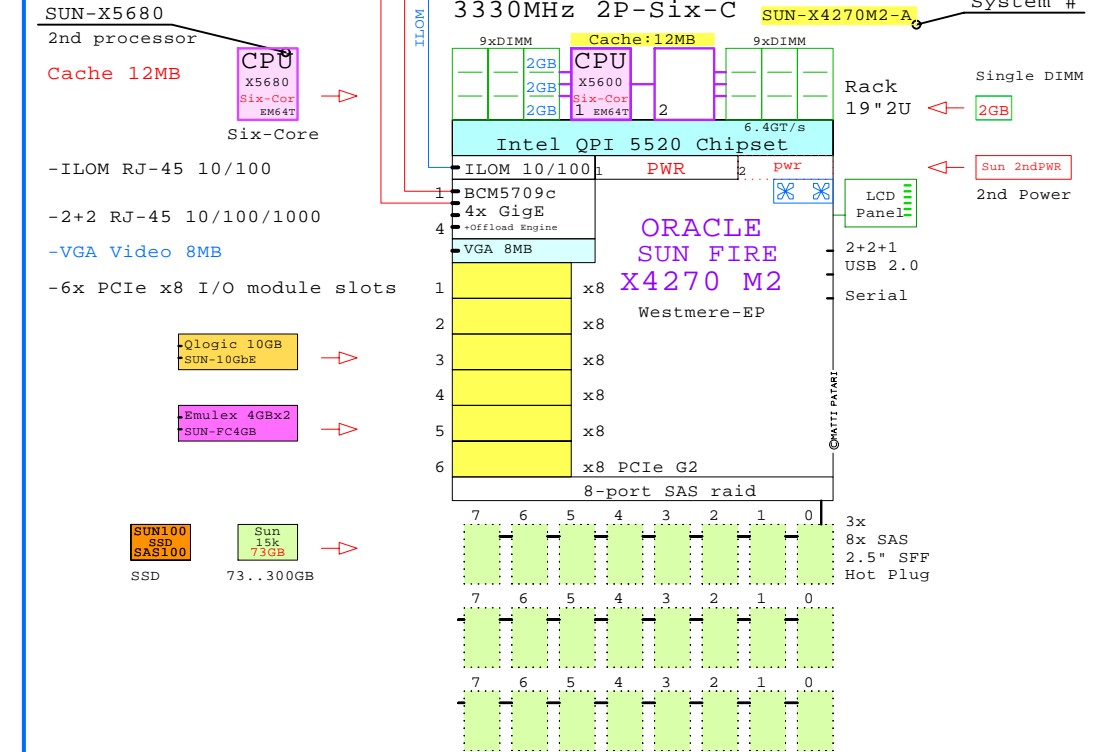 SUN-X5680
2nd processor
Cache 12MB
CPU
X5680
Six-Cor
EM64T
Six-Core
ILOM
3330MHz 2P-Six-C
SUN-X4270M2-A
System #
9xDIMM
Cache:12MB
9xDIMM
2GB
2GB
2GB
CPU
X5600
Six-Cor
1 EM64T
2
6.4GT/s
Intel QPI 5520 Chipset
Rack
19"2U
Single DIMM
2GB
-ILOM RJ-45 10/100
-2+2 RJ-45 10/100/1000
-VGA Video 8MB
-6x PCIe x8 I/O module slots
ILOM 10/100
1
PWR
2
pwr
Sun 2ndPWR
2nd Power
1
BCM5709c
4x GigE
4
+Offload Engine
VGA 8MB
LCD
Panel
ORACLE
SUN FIRE
X4270 M2
Westmere-EP
2+2+1
USB 2.0
Serial
1
x8
2
x8
3
x8
4
x8
5
x8
6
x8 PCIe G2
Qlogic 10GB
SUN-10GbE
Emulex 4GBx2
SUN-FC4GB
©MATTI PATARI
8-port SAS raid
7 6 5 4 3 2 1 0
3x
8x SAS
2.5" SFF
Hot Plug
SUN100
SSD
SAS100
SSD
Sun
15k
73GB
73..300GB
7 6 5 4 3 2 1 0
7 6 5 4 3 2 1 0